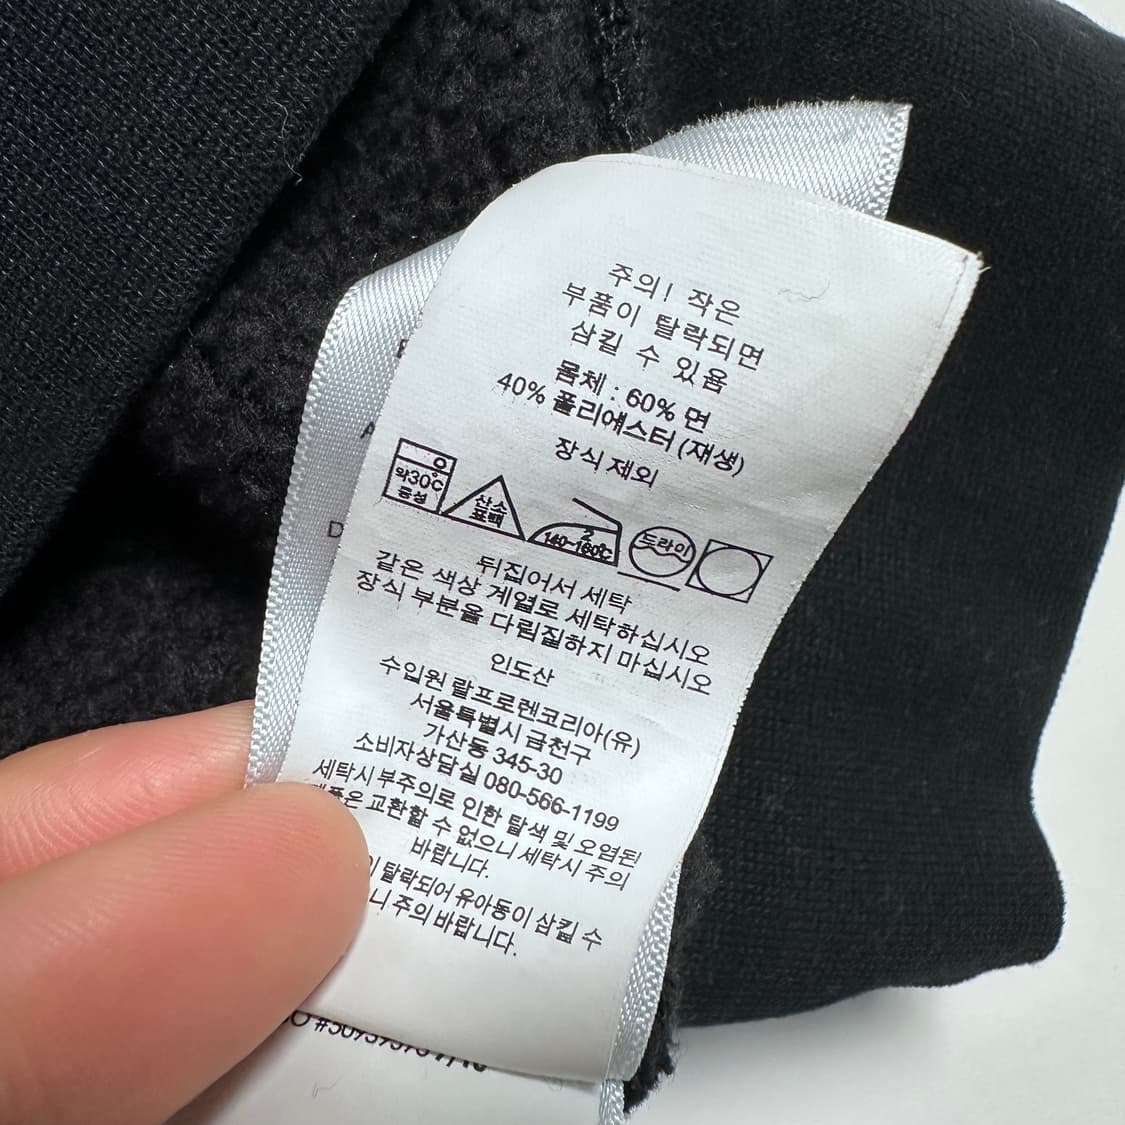 주의! 작은
부품이 탈락되면
삼킬 수 있음
몸체 : 60% 면
40% 폴리에스터 (재생)
장식 제외
약30℃
중성
산소
표백
2
140~160℃
드라이
뒤집어서 세탁
같은 색상 계열로 세탁하십시오
장식 부분을 다림질하지 마십시오
인도산
수입원 랄프로렌코리아(유)
서울특별시 금천구
가산동 345-30
소비자상담실 080-566-1199
세탁시 부주의로 인한 탈색 및 오염된
교환할 수 없으니 세탁시 주의
바랍니다.
탈락되어 유아동이 삼킬 수
주의 바랍니다.
D